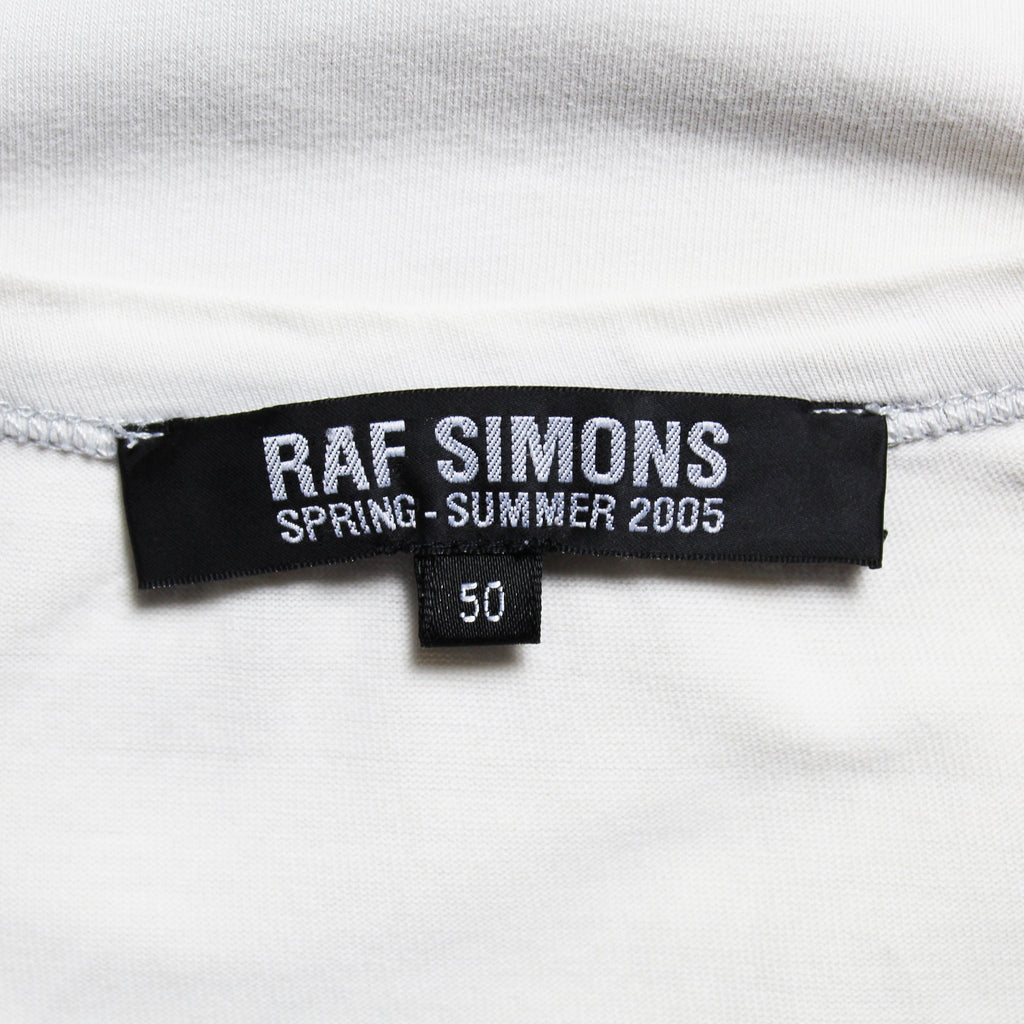 RAF SIMONS
SPRING - SUMMER 2005
50